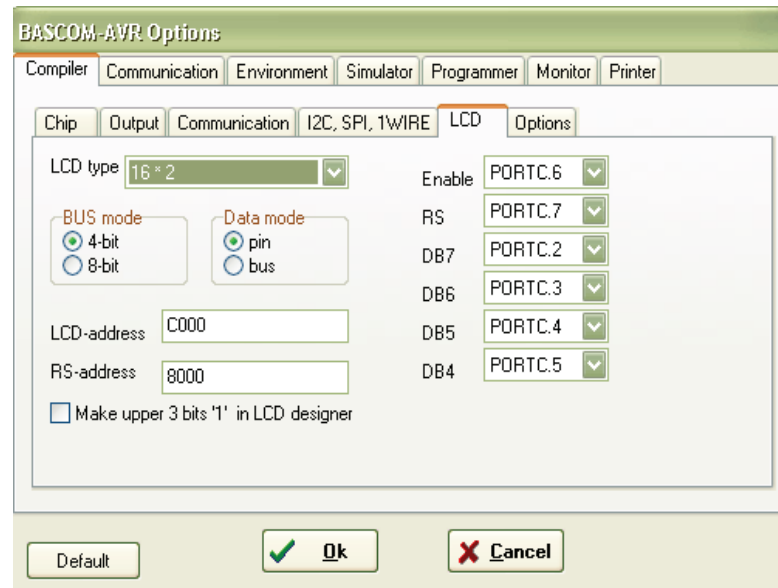 BASCOM-AVR Options
Compiler Communication Environment Simulator Programmer Monitor Printer
Chip Output Communication I2C, SPI, 1WIRE LCD Options
LCD type 16 * 2
BUS mode
4-bit
8-bit
Data mode
pin
bus
LCD-address C000
RS-address 8000
Make upper 3 bits '1' in LCD designer
Enable PORTC.6
RS PORTC.7
DB7 PORTC.2
DB6 PORTC.3
DB5 PORTC.4
DB4 PORTC.5
Default Ok Cancel